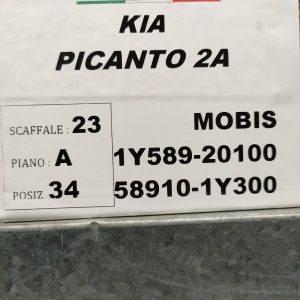 KIA
PICANTO 2A
SCAFFALE : 23
MOBIS
PIANO : A
1Y589-20100
POSIZ 34
58910-1Y300